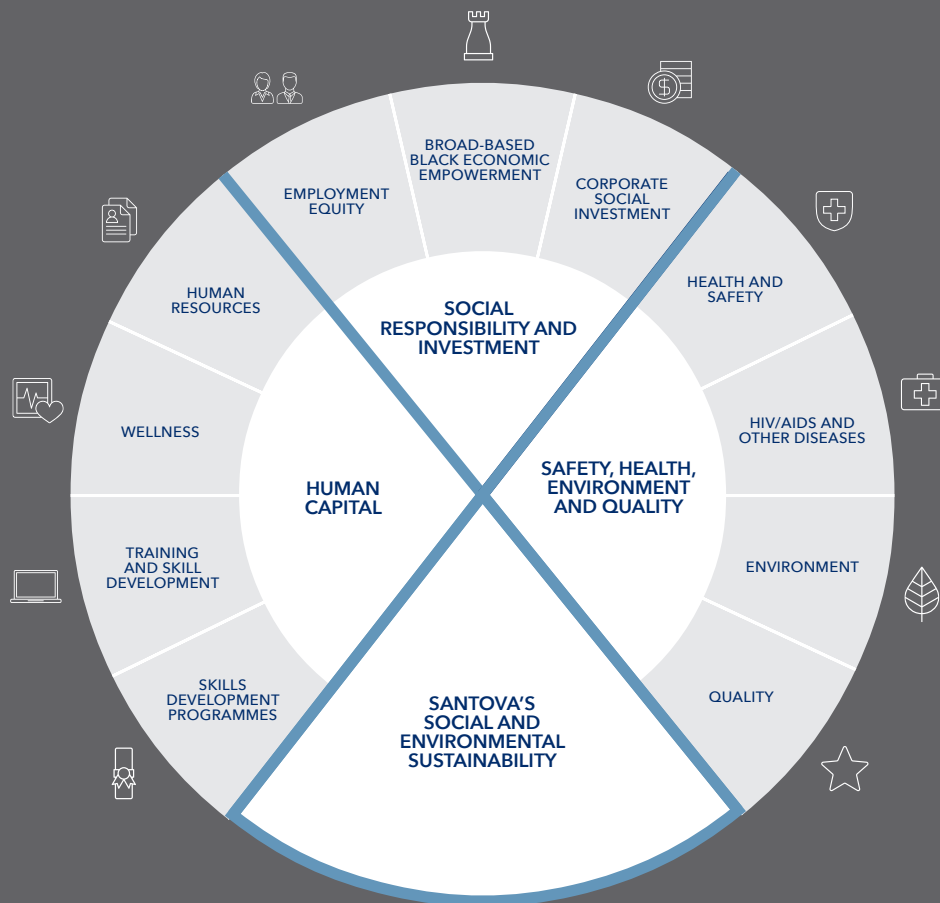 BROAD-BASED
BLACK ECONOMIC
EMPOWERMENT
EMPLOYMENT
EQUITY
CORPORATE
SOCIAL
INVESTMENT
HUMAN
RESOURCES
HEALTH AND
SAFETY
SOCIAL
RESPONSIBILITY AND
INVESTMENT
WELLNESS
HIV/AIDS AND
OTHER DISEASES
HUMAN
CAPITAL
SAFETY, HEALTH,
ENVIRONMENT
AND QUALITY
TRAINING
AND SKILL
DEVELOPMENT
ENVIRONMENT
SKILLS
DEVELOPMENT
PROGRAMMES
QUALITY
SANTOVA'S
SOCIAL AND
ENVIRONMENTAL
SUSTAINABILITY
$